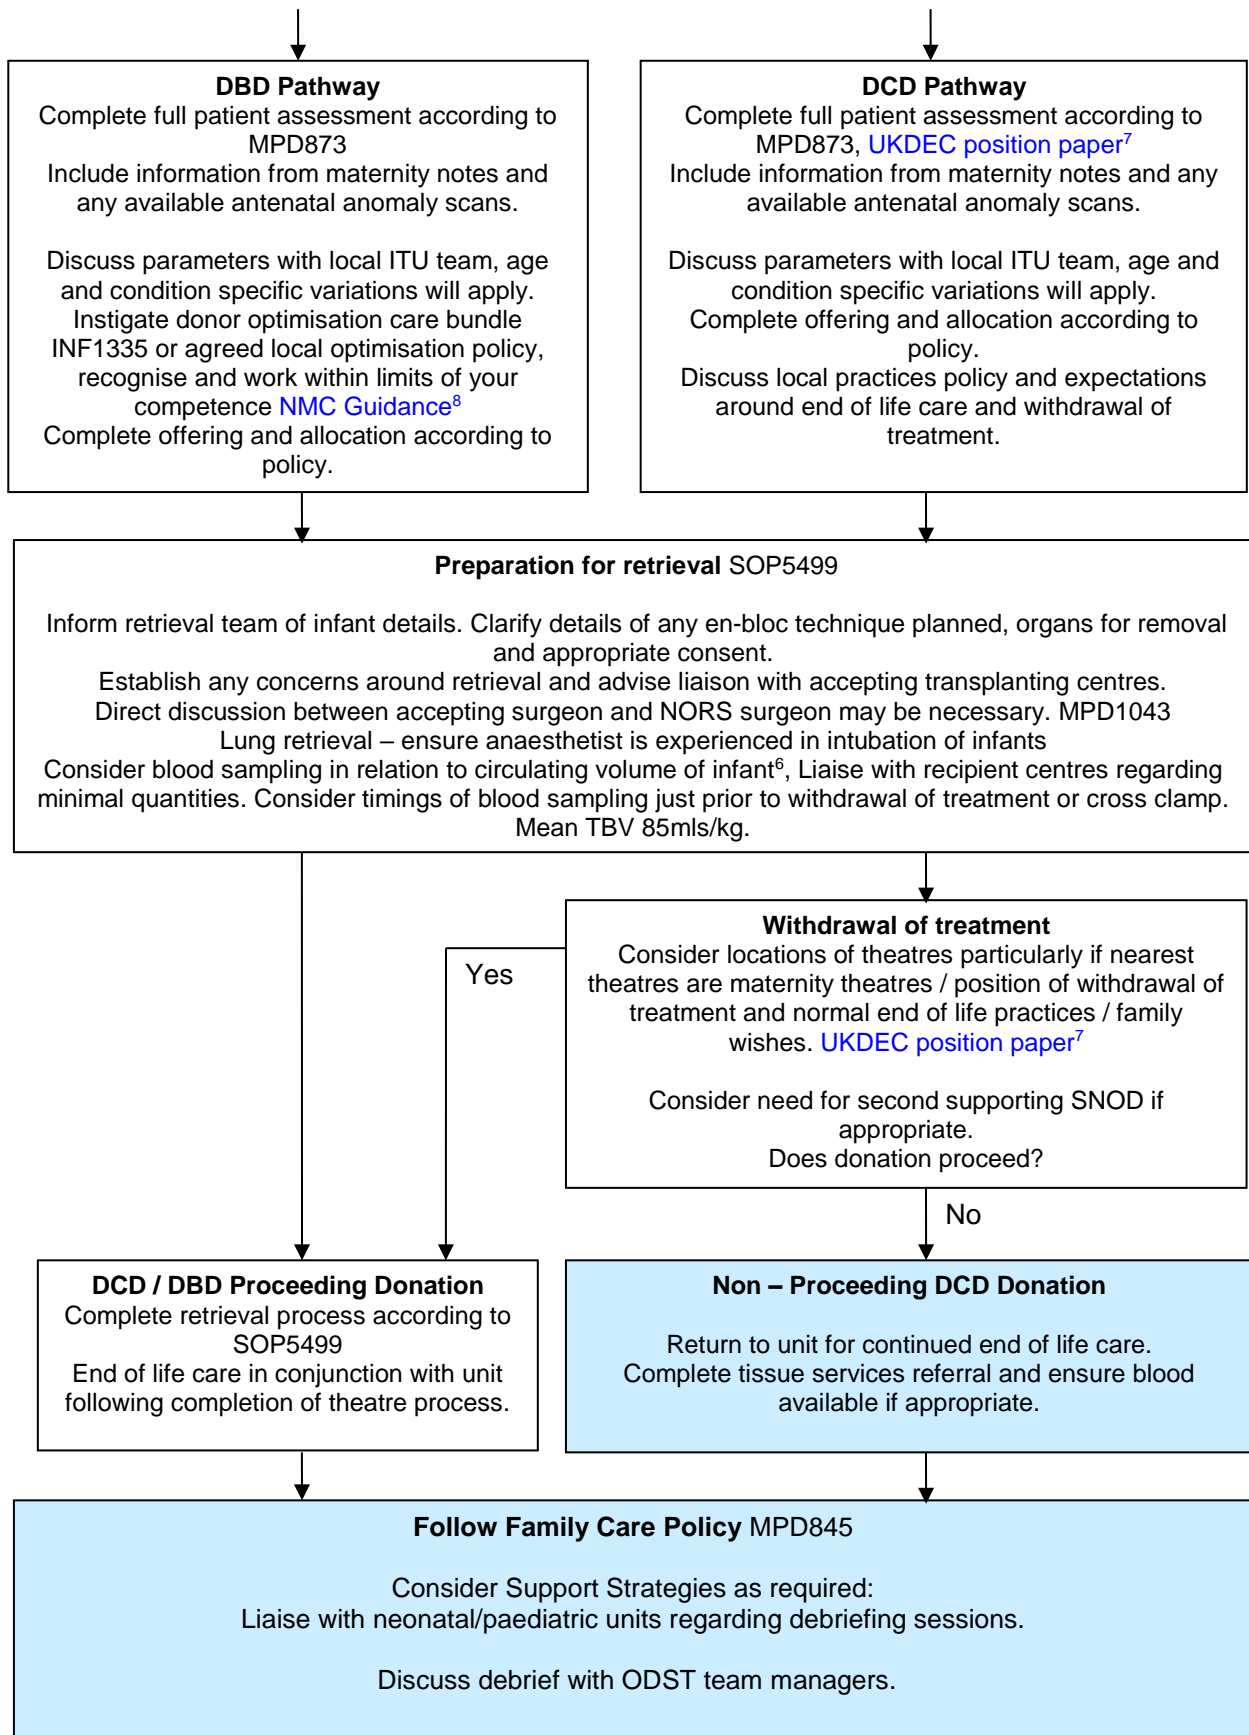 DBD Pathway
Complete full patient assessment according to
MPD873
Include information from maternity notes and
any available antenatal anomaly scans.
Discuss parameters with local ITU team, age
and condition specific variations will apply.
Instigate donor optimisation care bundle
INF1335 or agreed local optimisation policy,
recognise and work within limits of your
competence NMC Guidance⁸
Complete offering and allocation according to
policy.
DCD Pathway
Complete full patient assessment according to
MPD873, UKDEC position paper⁷
Include information from maternity notes and any
available antenatal anomaly scans.
Discuss parameters with local ITU team, age and
condition specific variations will apply.
Complete offering and allocation according to
policy.
Discuss local practices policy and expectations
around end of life care and withdrawal of
treatment.
Preparation for retrieval SOP5499
Inform retrieval team of infant details. Clarify details of any en-bloc technique planned, organs for removal
and appropriate consent.
Establish any concerns around retrieval and advise liaison with accepting transplanting centres.
Direct discussion between accepting surgeon and NORS surgeon may be necessary. MPD1043
Lung retrieval – ensure anaesthetist is experienced in intubation of infants
Consider blood sampling in relation to circulating volume of infant⁶, Liaise with recipient centres regarding
minimal quantities. Consider timings of blood sampling just prior to withdrawal of treatment or cross clamp.
Mean TBV 85mls/kg.
Withdrawal of treatment
Consider locations of theatres particularly if nearest
theatres are maternity theatres / position of withdrawal of
treatment and normal end of life practices / family
wishes. UKDEC position paper⁷
Consider need for second supporting SNOD if
appropriate.
Does donation proceed?
Yes
No
DCD / DBD Proceeding Donation
Complete retrieval process according to
SOP5499
End of life care in conjunction with unit
following completion of theatre process.
Non – Proceeding DCD Donation
Return to unit for continued end of life care.
Complete tissue services referral and ensure blood
available if appropriate.
Follow Family Care Policy MPD845
Consider Support Strategies as required:
Liaise with neonatal/paediatric units regarding debriefing sessions.
Discuss debrief with ODST team managers.